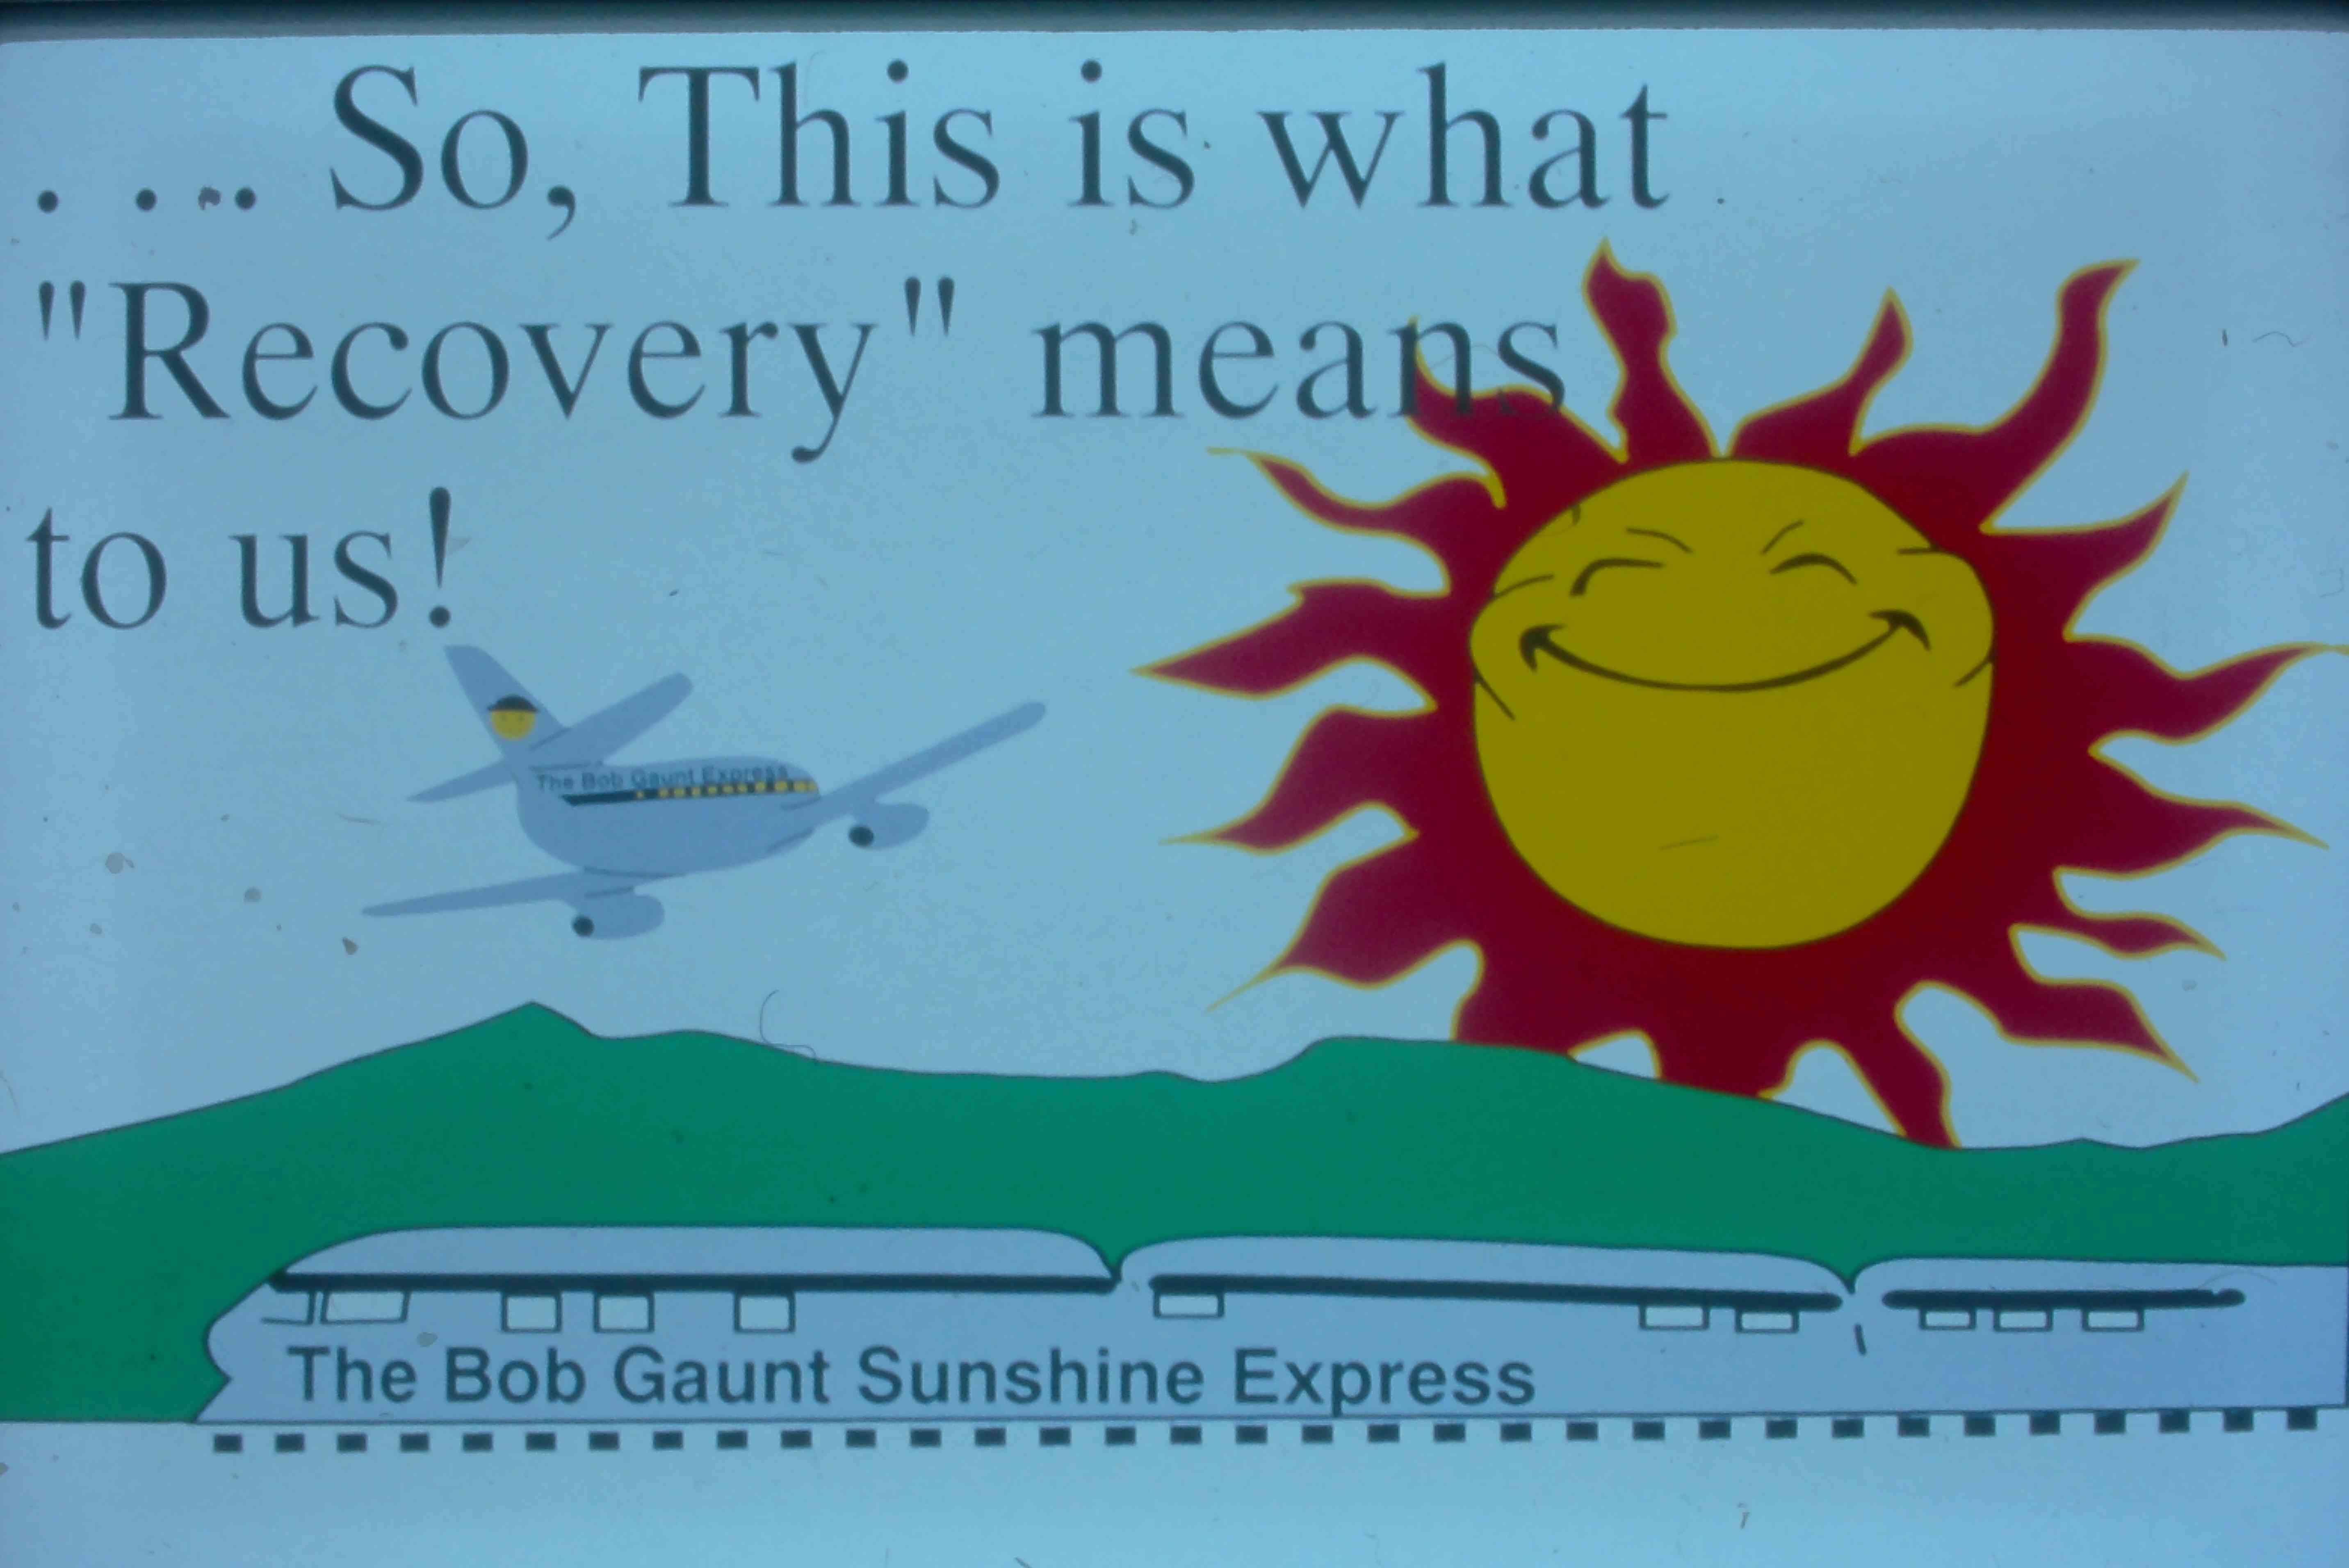 . . .. So, This is what
"Recovery" means
to us!
The Bob Gaunt Express
The Bob Gaunt Sunshine Express